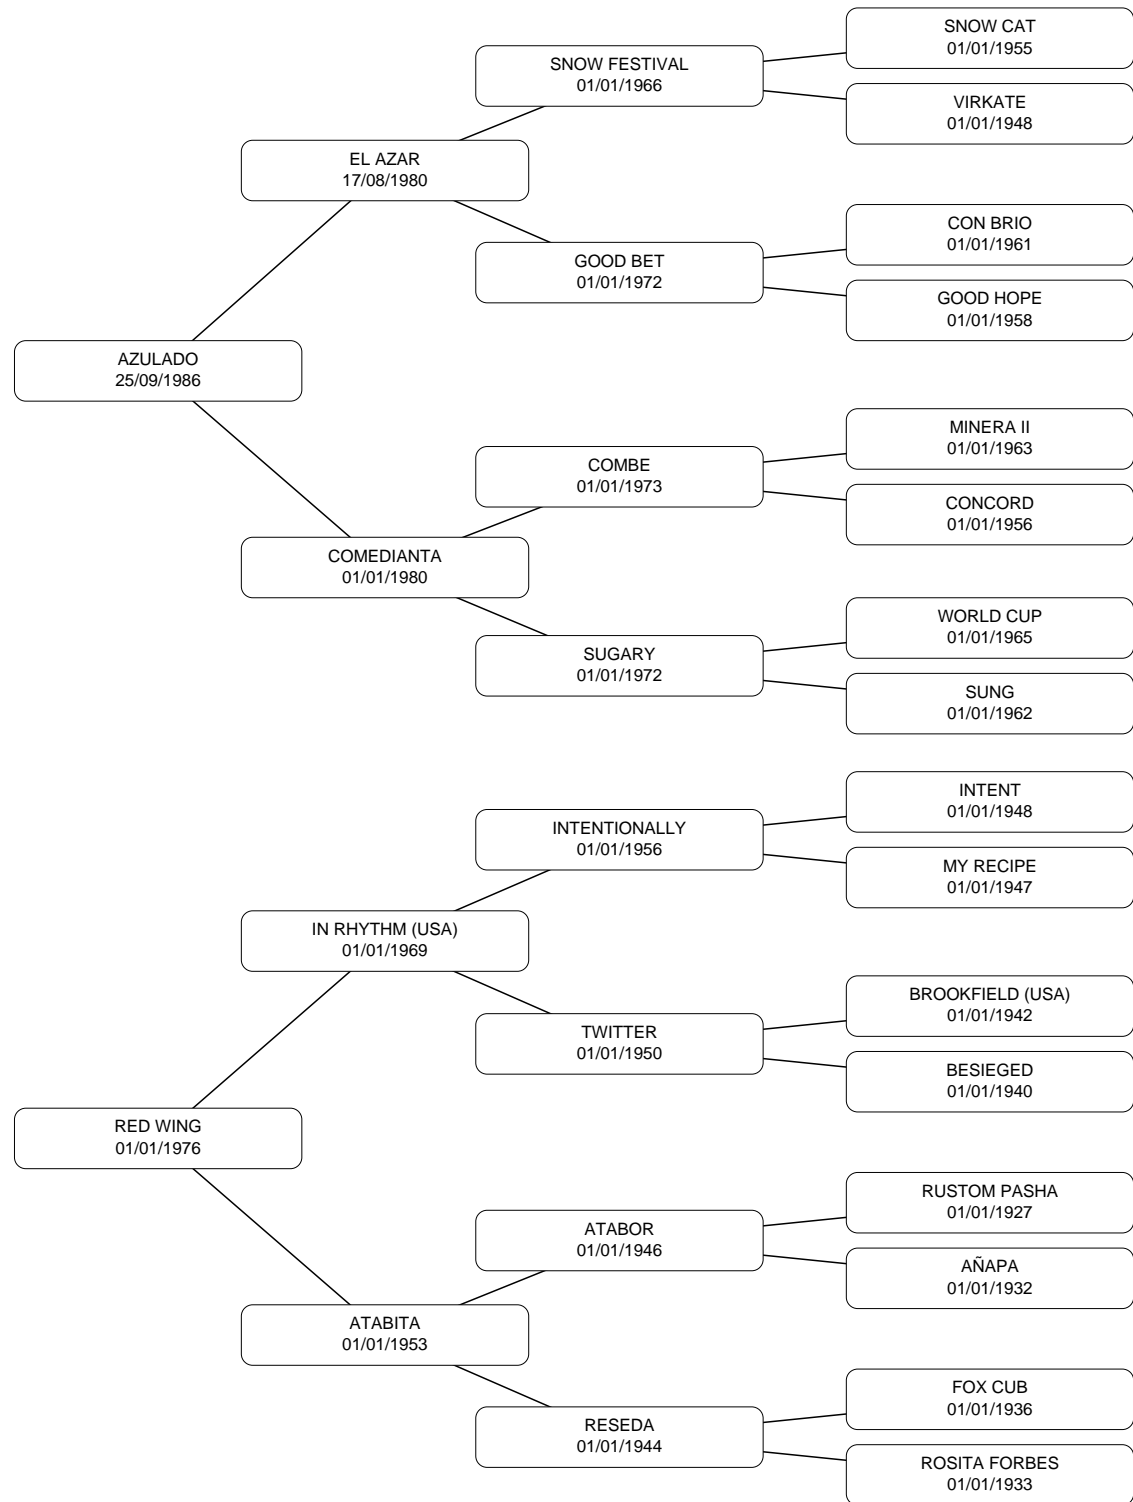 SNOW CAT
01/01/1955
SNOW FESTIVAL
01/01/1966
VIRKATE
01/01/1948
EL AZAR
17/08/1980
CON BRIO
01/01/1961
GOOD BET
01/01/1972
GOOD HOPE
01/01/1958
AZULADO
25/09/1986
MINERA II
01/01/1963
COMBE
01/01/1973
CONCORD
01/01/1956
COMEDIANTA
01/01/1980
WORLD CUP
01/01/1965
SUGARY
01/01/1972
SUNG
01/01/1962
INTENT
01/01/1948
INTENTIONALLY
01/01/1956
MY RECIPE
01/01/1947
IN RHYTHM (USA)
01/01/1969
BROOKFIELD (USA)
01/01/1942
TWITTER
01/01/1950
BESIEGED
01/01/1940
RED WING
01/01/1976
RUSTOM PASHA
01/01/1927
ATABOR
01/01/1946
AÑAPA
01/01/1932
ATABITA
01/01/1953
FOX CUB
01/01/1936
RESEDA
01/01/1944
ROSITA FORBES
01/01/1933